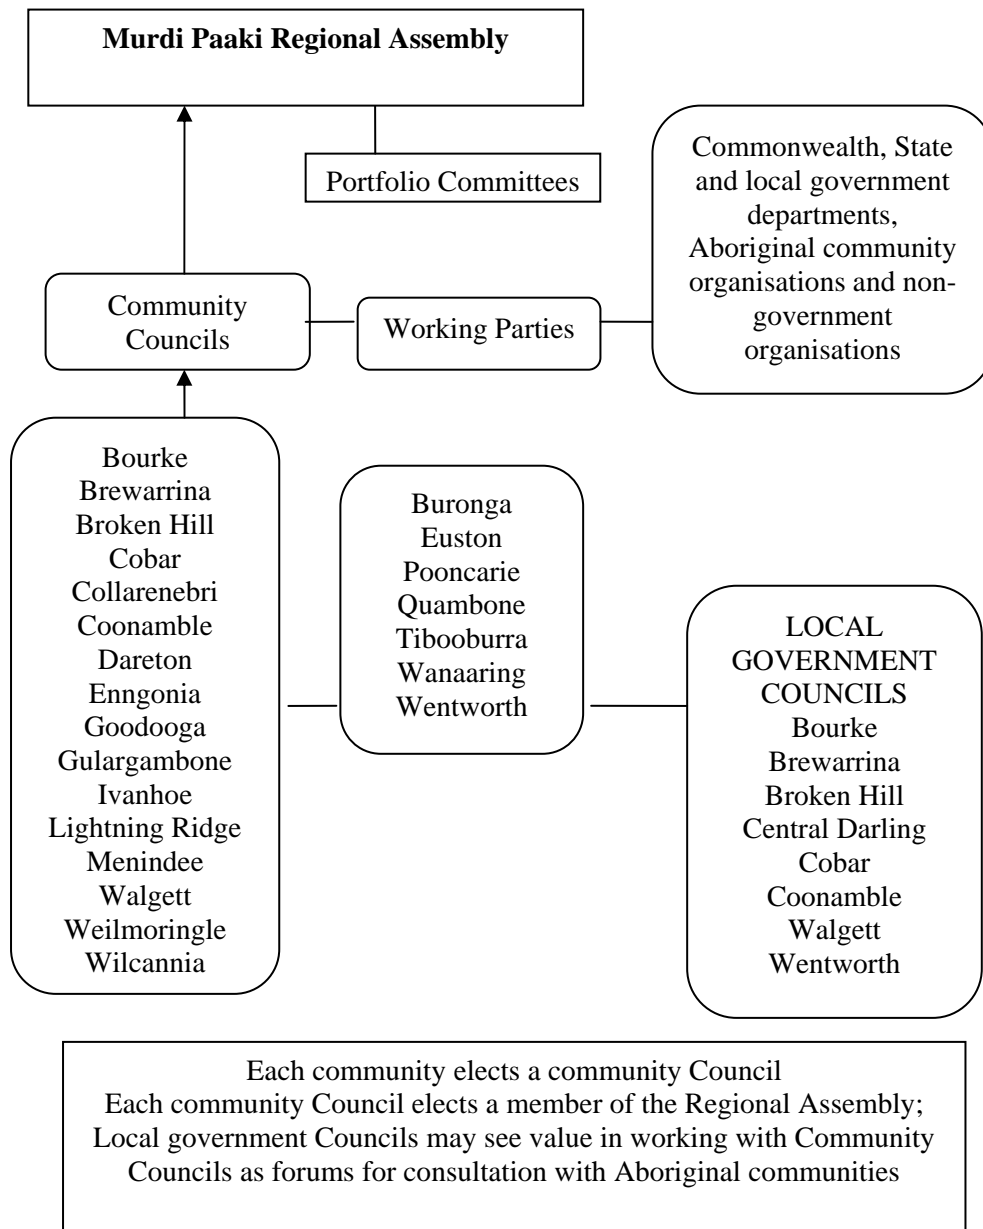 Murdi Paaki Regional Assembly
Portfolio Committees
Commonwealth, State
and local government
departments,
Aboriginal community
organisations and non-
government
organisations
Community
Councils
Working Parties
Bourke
Brewarrina
Broken Hill
Cobar
Collarenebri
Coonamble
Dareton
Enngonia
Goodooga
Gulargambone
Ivanhoe
Lightning Ridge
Menindee
Walgett
Weilmoringle
Wilcannia
Buronga
Euston
Pooncarie
Quambone
Tibooburra
Wanaaring
Wentworth
LOCAL
GOVERNMENT
COUNCILS
Bourke
Brewarrina
Broken Hill
Central Darling
Cobar
Coonamble
Walgett
Wentworth
Each community elects a community Council
Each community Council elects a member of the Regional Assembly;
Local government Councils may see value in working with Community
Councils as forums for consultation with Aboriginal communities